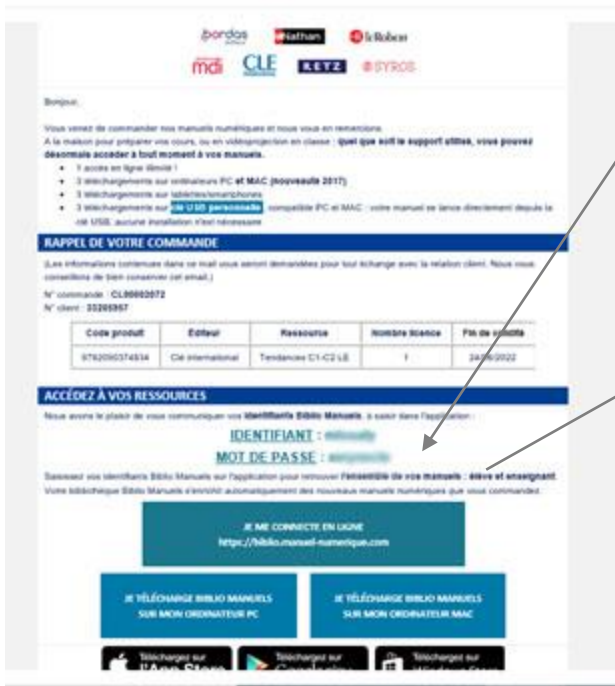 bordas
Nathan
leRobert
mdi
CLE
RETZ
SYROS
Bonjour,
Vous venez de commander nos manuels numériques et nous vous en remercions.
A la maison pour préparer vos cours, ou en vidéoprojection en classe : quel que soit le support utilisé, vous pouvez
désormais accéder à tout moment à vos manuels.
• 1 accès en ligne illimité !
• 3 téléchargements sur ordinateurs PC et MAC (nouveauté 2017)
• 3 téléchargements sur tablettes/smartphones
• 3 téléchargements sur clé USB personnelle, compatible PC et MAC : votre manuel se lance directement depuis la
clé USB, aucune installation n'est nécessaire
RAPPEL DE VOTRE COMMANDE
(Les informations contenues dans ce mail vous seront demandées pour tout échange avec la relation client. Nous vous
conseillons de bien conserver cet email.)
N° commande :
N° client :
Code produit Editeur Ressource Nombre licence Fin de validité
Clé international Tendances C1-C2 LE 1
ACCÉDEZ À VOS RESSOURCES
Nous avons le plaisir de vous communiquer vos identifiants Biblio Manuels, à saisir dans l'application :
IDENTIFIANT :
MOT DE PASSE :
Saisissez vos identifiants Biblio Manuels sur l'application pour retrouver l'ensemble de vos manuels : élève et enseignant.
Votre bibliothèque Biblio Manuels s'enrichit automatiquement des nouveaux manuels numériques que vous commandez.
JE ME CONNECTE EN LIGNE
https://biblio.manuel-numerique.com
JE TÉLÉCHARGE BIBLIO MANUELS
SUR MON ORDINATEUR PC
JE TÉLÉCHARGE BIBLIO MANUELS
SUR MON ORDINATEUR MAC
Téléchargez sur
l'App Store
Téléchargez sur
Téléchargez sur